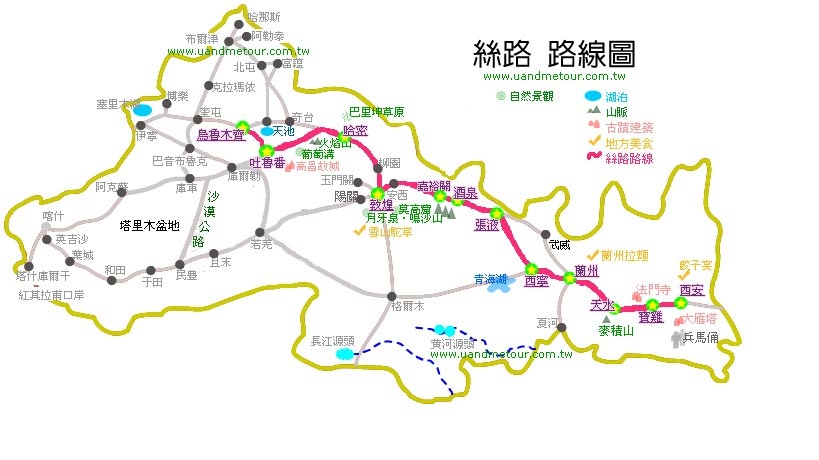 哈那斯
布爾津
阿勒泰
www.uandmetour.com.tw
北屯
富蘊
絲路 路線圖
www.uandmetour.com.tw
自然景觀
湖泊
山脈
古蹟建築
地方美食
絲路路線
克拉瑪依
博樂
塞里木湖
奎屯
伊寧
烏魯木齊
天池
奇台
巴里坤草原
哈密
火焰山
葡萄溝
吐魯番
高昌故城
巴音布魯克
庫車
庫爾勒
柳園
玉門關
安西
陽關
敦煌
嘉裕關
酒泉
莫高窟
月牙泉·鳴沙山
雪山駝掌
張液
武威
阿克蘇
沙漠公路
喀什
塔里木盆地
英吉沙
葉城
塔什庫爾干
紅其拉甫口岸
和田
于田
民豐
且末
若羌
格爾木
青海湖
西寧
蘭州
蘭州拉麵
餃子宴
法門寺
西安
天水
寶雞
大雁塔
麥積山
兵馬俑
夏河
長江源頭
黃河源頭
www.uandmetour.com.tw